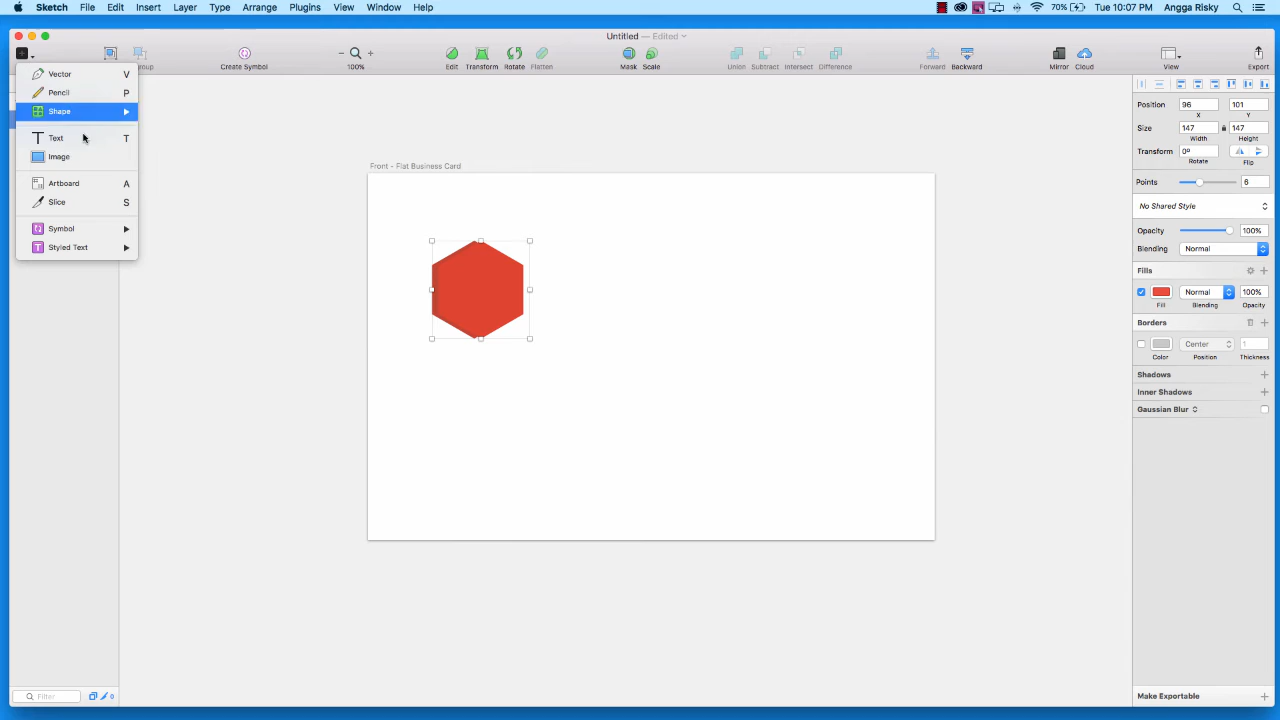 Sketch File Edit Insert Layer Type Arrange Plugins View Window Help 70% Tue 10:07 PM Angga Risky
Untitled — Edited
100% Create Symbol Edit Transform Rotate Flatten Mask Scale Union Subtract Intersect Difference Forward Backward Mirror Cloud View Export
Vector V
Pencil P
Shape
Text T
Image
Artboard A
Slice S
Symbol
Styled Text
Front - Flat Business Card
Position 96 101
X Y
Size 147 147
Width Height
Transform 0º
Rotate Flip
Points 6
No Shared Style
Opacity 100%
Blending Normal
Fills
Normal 100%
Fill Blending Opacity
Borders
Center 1
Color Position Thickness
Shadows
Inner Shadows
Gaussian Blur
Filter 0
Make Exportable